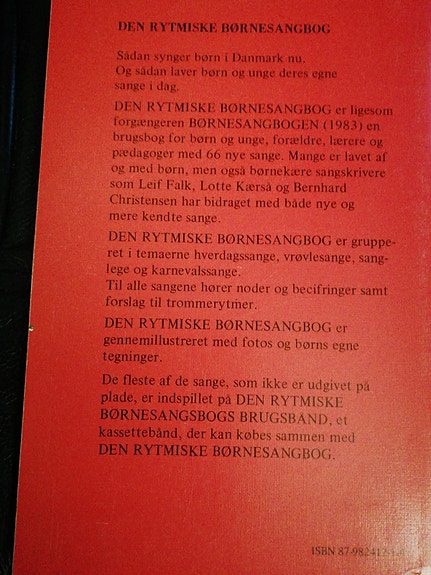 DEN RYTMISKE BØRNESANGBOG
Sådan synger børn i Danmark nu.
Og sådan laver børn og unge deres egne
sange i dag.
DEN RYTMISKE BØRNESANGBOG er ligesom
forgængeren BØRNESANGBOGEN (1983) en
brugsbog for børn og unge, forældre, lærere og
pædagoger med 66 nye sange. Mange er lavet af
og med børn, men også børnekære sangskrivere
som Leif Falk, Lotte Kærså og Bernhard
Christensen har bidraget med både nye og
mere kendte sange.
DEN RYTMISKE BØRNESANGBOG er gruppe-
ret i temaerne hverdagssange, vrøvlesange, sang-
lege og karnevalssange.
Til alle sangene hører noder og becifringer samt
forslag til trommerytmer.
DEN RYTMISKE BØRNESANGBOG er
gennemillustreret med fotos og børns egne
tegninger.
De fleste af de sange, som ikke er udgivet på
plade, er indspillet på DEN RYTMISKE
BØRNESANGSBOGS BRUGSBÅND, et
kassettebånd, der kan købes sammen med
DEN RYTMISKE BØRNESANGBOG.
ISBN